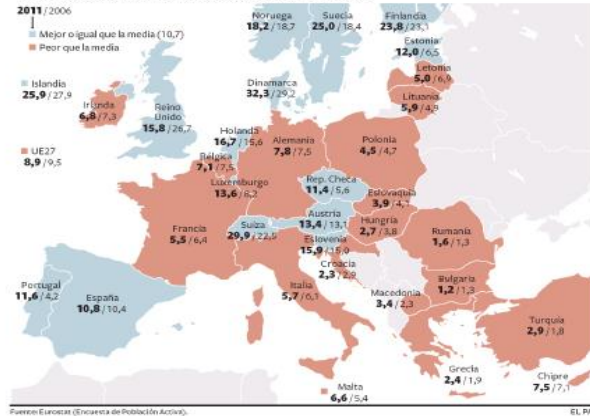 2011/2006
Mejor o igual que la media (10,7)
Peor que la media
Noruega
18,2/18,7
Suecia
25,0/18,4
Finlandia
23,8/23,1
Estonia
12,0/6,5
Letonia
5,0/6,9
Lituania
5,9/4,9
Islandia
25,9/27,9
Irlanda
6,8/7,3
Reino
Unido
15,8/26,7
Dinamarca
32,3/29,2
UE27
8,9/9,5
Holanda
16,7/15,6
Bélgica
7,1/7,5
Luxemburgo
13,6/8,2
Alemania
7,8/7,5
Polonia
4,5/4,7
Rep. Checa
11,4/5,6
Eslovaquia
3,9/4,1
Austria
13,4/13,1
Hungría
2,7/3,8
Francia
5,5/6,4
Suiza
29,9/22,5
Eslovenia
15,9/15,0
Croacia
2,3/2,9
Rumanía
1,6/1,3
Bulgaria
1,2/1,3
Portugal
11,6/4,2
España
10,8/10,4
Italia
5,7/6,1
Macedonia
3,4/2,3
Turquía
2,9/1,8
Grecia
2,4/1,9
Chipre
7,5/7,1
Malta
6,6/5,4
Fuente: Eurostat (Encuesta de Población Activa).